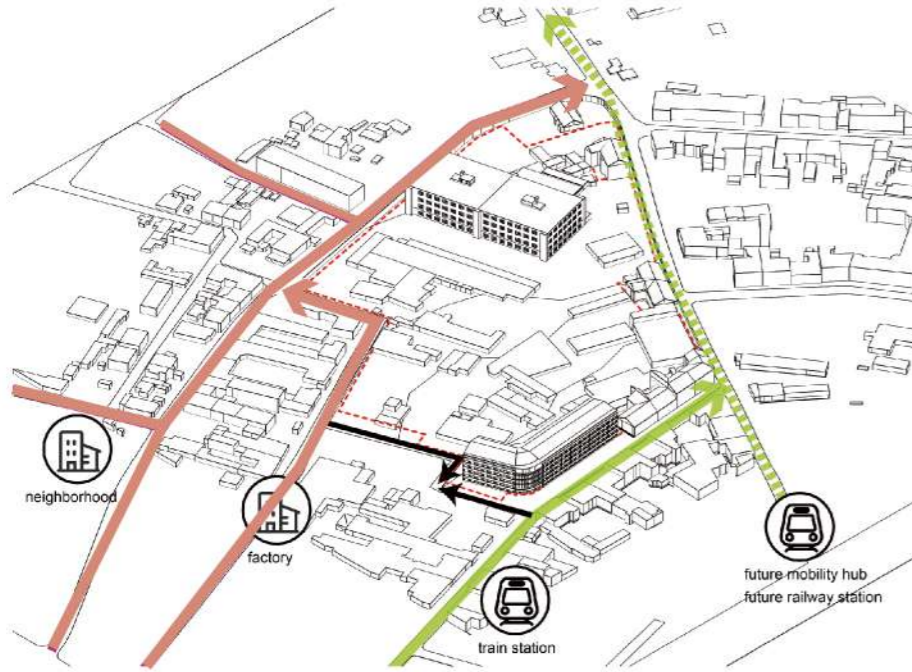 neighborhood
factory
train station
future mobility hub
future railway station